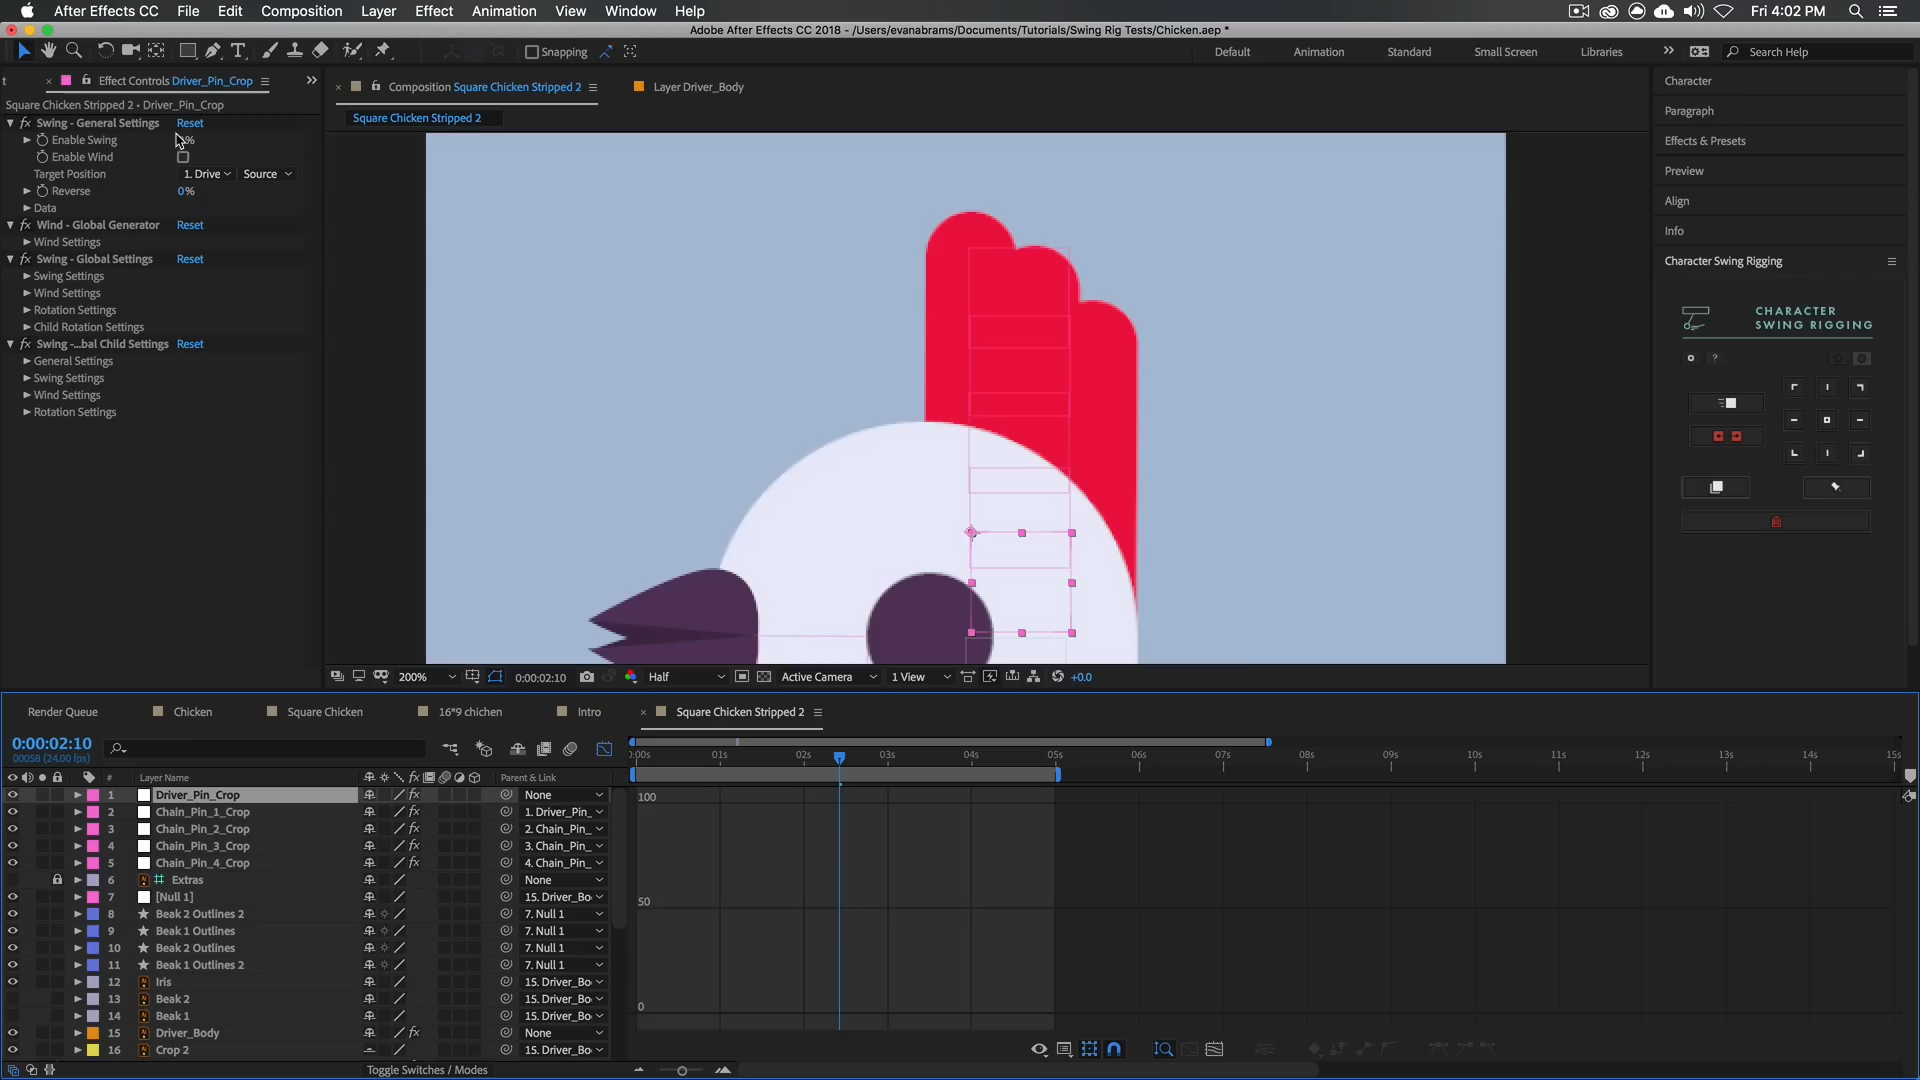 After Effects CC File Edit Composition Layer Effect Animation View Window Help Fri 4:02 PM
Adobe After Effects CC 2018 - /Users/evanabrams/Documents/Tutorials/Swing Rig Tests/Chicken.aep *
Snapping Default Animation Standard Small Screen Libraries Search Help
Effect Controls Driver_Pin_Crop
Composition Square Chicken Stripped 2
Layer Driver_Body
Square Chicken Stripped 2 • Driver_Pin_Crop
Square Chicken Stripped 2
fx Swing - General Settings Reset
Enable Swing %
Enable Wind
Target Position 1. Drive Source
Reverse 0%
Data
fx Wind - Global Generator Reset
Wind Settings
fx Swing - Global Settings Reset
Swing Settings
Wind Settings
Rotation Settings
Child Rotation Settings
fx Swing -...bal Child Settings Reset
General Settings
Swing Settings
Wind Settings
Rotation Settings
Character
Paragraph
Effects & Presets
Preview
Align
Info
Character Swing Rigging
CHARACTER
SWING RIGGING
?
200% 0:00:02:10 Half Active Camera 1 View +0.0
Render Queue Chicken Square Chicken 16*9 chichen Intro Square Chicken Stripped 2
0:00:02:10
00058 (24.00 fps)
:00s 01s 02s 03s 04s 05s 06s 07s 08s 09s 10s 11s 12s 13s 14s 15s
# Layer Name fx Parent & Link
1 Driver_Pin_Crop fx None
2 Chain_Pin_1_Crop fx 1. Driver_Pin_
3 Chain_Pin_2_Crop fx 2. Chain_Pin_
4 Chain_Pin_3_Crop fx 3. Chain_Pin_
5 Chain_Pin_4_Crop fx 4. Chain_Pin_
6 Extras None
7 [Null 1] 15. Driver_Bo
8 Beak 2 Outlines 2 7. Null 1
9 Beak 1 Outlines 7. Null 1
10 Beak 2 Outlines 7. Null 1
11 Beak 1 Outlines 2 7. Null 1
12 Iris 15. Driver_Bo
13 Beak 2 15. Driver_Bo
14 Beak 1 15. Driver_Bo
15 Driver_Body fx None
16 Crop 2 15. Driver_Bo
100
50
0
Toggle Switches / Modes